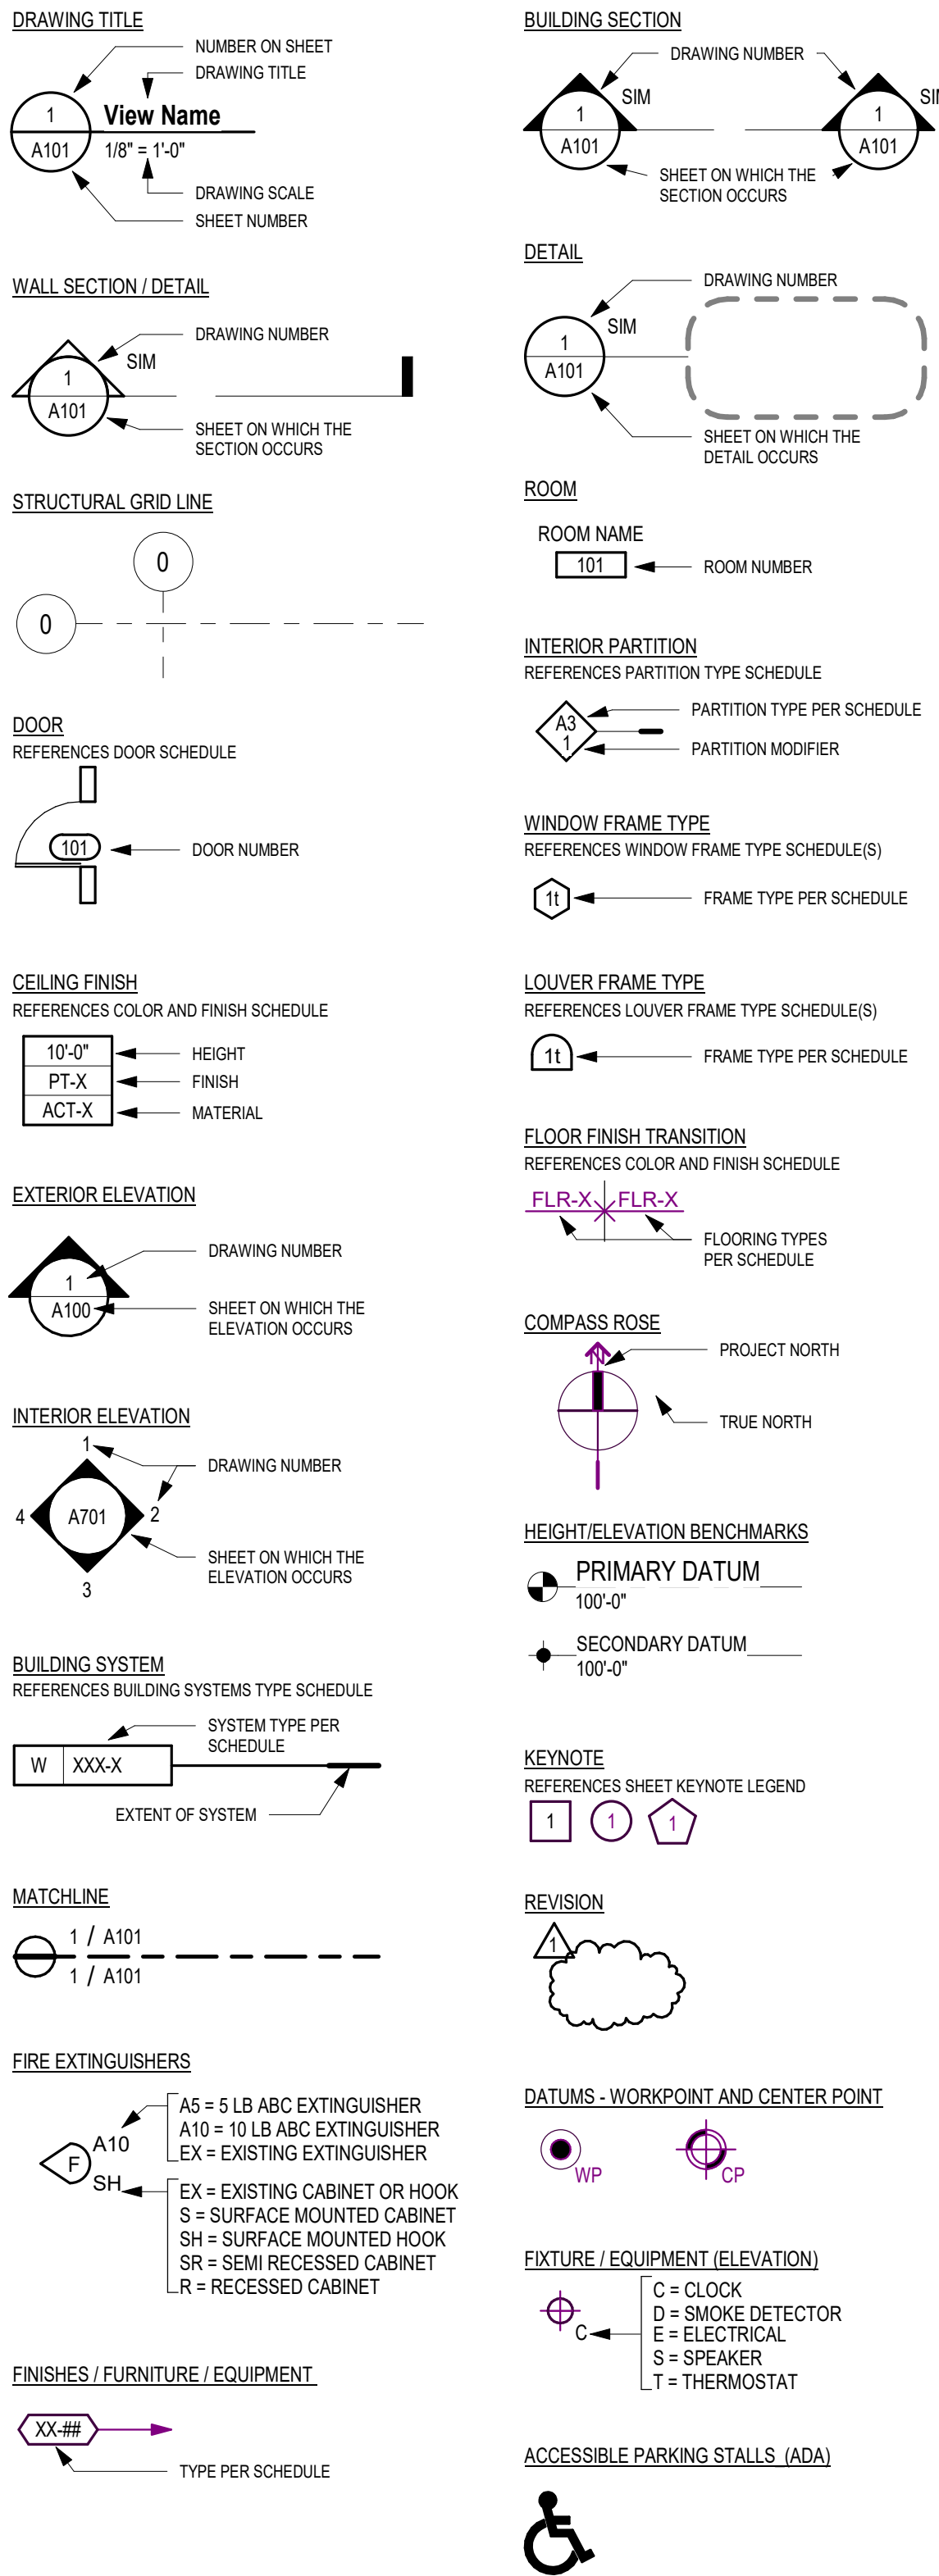 DRAWING TITLE
NUMBER ON SHEET
DRAWING TITLE
1
View Name
A101
1/8" = 1'-0"
DRAWING SCALE
SHEET NUMBER
WALL SECTION / DETAIL
DRAWING NUMBER
SIM
1
A101
SHEET ON WHICH THE
SECTION OCCURS
STRUCTURAL GRID LINE
0
0
DOOR
REFERENCES DOOR SCHEDULE
101
DOOR NUMBER
CEILING FINISH
REFERENCES COLOR AND FINISH SCHEDULE
10'-0"
HEIGHT
PT-X
FINISH
ACT-X
MATERIAL
EXTERIOR ELEVATION
DRAWING NUMBER
1
A100
SHEET ON WHICH THE
ELEVATION OCCURS
INTERIOR ELEVATION
1
DRAWING NUMBER
4
A701
2
SHEET ON WHICH THE
ELEVATION OCCURS
3
BUILDING SYSTEM
REFERENCES BUILDING SYSTEMS TYPE SCHEDULE
SYSTEM TYPE PER
SCHEDULE
W
XXX-X
EXTENT OF SYSTEM
MATCHLINE
1 / A101
1 / A101
FIRE EXTINGUISHERS
A5 = 5 LB ABC EXTINGUISHER
A10 = 10 LB ABC EXTINGUISHER
EX = EXISTING EXTINGUISHER
A10
F
SH
EX = EXISTING CABINET OR HOOK
S = SURFACE MOUNTED CABINET
SH = SURFACE MOUNTED HOOK
SR = SEMI RECESSED CABINET
R = RECESSED CABINET
FINISHES / FURNITURE / EQUIPMENT
XX-##
TYPE PER SCHEDULE
BUILDING SECTION
DRAWING NUMBER
SIM
SIM
1
1
A101
A101
SHEET ON WHICH THE
SECTION OCCURS
DETAIL
DRAWING NUMBER
SIM
1
A101
SHEET ON WHICH THE
DETAIL OCCURS
ROOM
ROOM NAME
101
ROOM NUMBER
INTERIOR PARTITION
REFERENCES PARTITION TYPE SCHEDULE
A3
PARTITION TYPE PER SCHEDULE
1
PARTITION MODIFIER
WINDOW FRAME TYPE
REFERENCES WINDOW FRAME TYPE SCHEDULE(S)
1t
FRAME TYPE PER SCHEDULE
LOUVER FRAME TYPE
REFERENCES LOUVER FRAME TYPE SCHEDULE(S)
1t
FRAME TYPE PER SCHEDULE
FLOOR FINISH TRANSITION
REFERENCES COLOR AND FINISH SCHEDULE
FLR-X
FLR-X
FLOORING TYPES
PER SCHEDULE
COMPASS ROSE
PROJECT NORTH
N
TRUE NORTH
HEIGHT/ELEVATION BENCHMARKS
PRIMARY DATUM
100'-0"
SECONDARY DATUM
100'-0"
KEYNOTE
REFERENCES SHEET KEYNOTE LEGEND
1
1
1
REVISION
1
DATUMS - WORKPOINT AND CENTER POINT
WP
CP
FIXTURE / EQUIPMENT (ELEVATION)
C = CLOCK
D = SMOKE DETECTOR
E = ELECTRICAL
S = SPEAKER
T = THERMOSTAT
C
ACCESSIBLE PARKING STALLS (ADA)